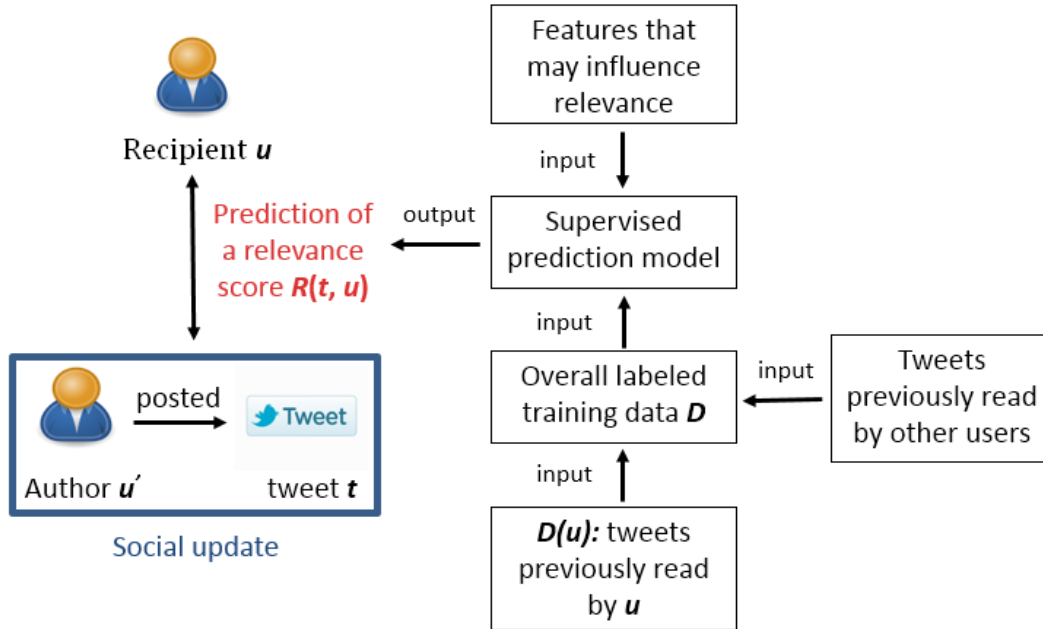 Recipient u
Prediction of
a relevance
score R(t, u)
output
posted
Tweet
Author u′
tweet t
Social update
Features that
may influence
relevance
input
Supervised
prediction model
input
Overall labeled
training data D
input
Tweets
previously read
by other users
input
D(u): tweets
previously read
by u